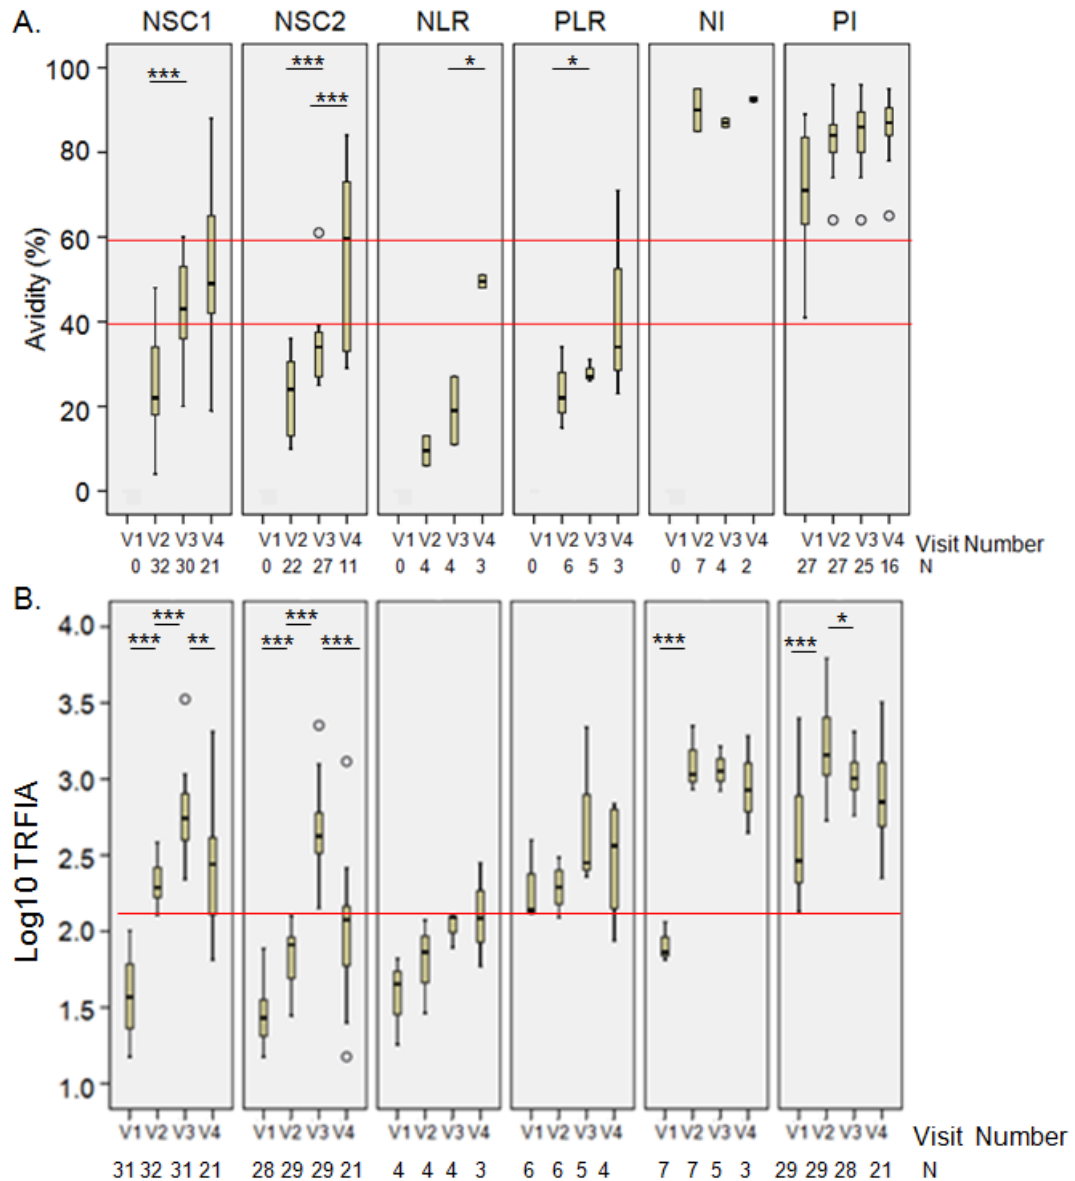 A. NSC1 NSC2 NLR PLR NI PI
*** *** * *
***
100
80
60
40
20
0
Avidity (%)
V1 V2 V3 V4 V1 V2 V3 V4 V1 V2 V3 V4 V1 V2 V3 V4 V1 V2 V3 V4 V1 V2 V3 V4 Visit Number
0 32 30 21 0 22 27 11 0 4 4 3 0 6 5 3 0 7 4 2 27 27 25 16 N
B.
*** *** *
*** ** *** *** *** ***
4.0
3.5
3.0
2.5
2.0
1.5
1.0
Log10 TRFIA
V1 V2 V3 V4 V1 V2 V3 V4 V1 V2 V3 V4 V1 V2 V3 V4 V1 V2 V3 V4 V1 V2 V3 V4 Visit Number
31 32 31 21 28 29 29 21 4 4 4 3 6 6 5 4 7 7 5 3 29 29 28 21 N